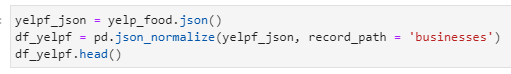 yelpf_json = yelp_food.json()
df_yelpf = pd.json_normalize(yelpf_json, record_path = 'businesses')
df_yelpf.head()